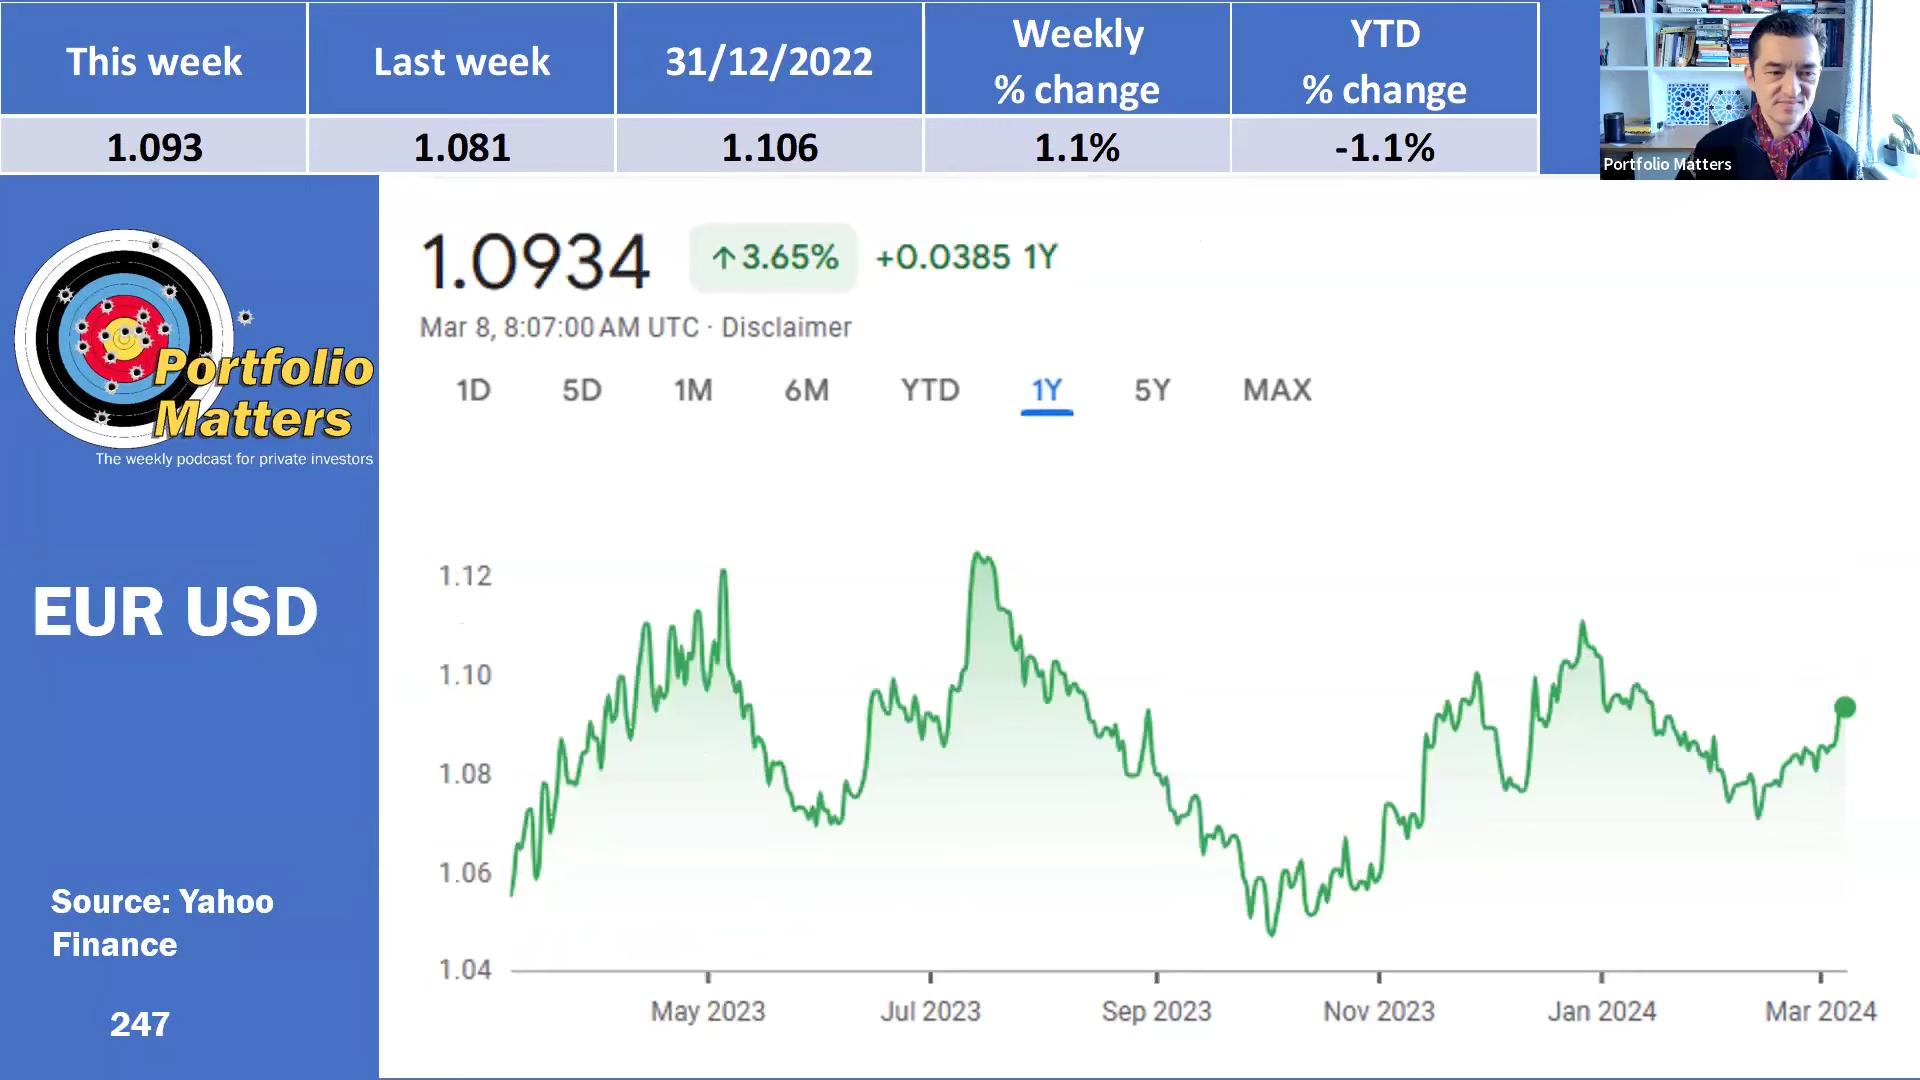 This week
Last week
31/12/2022
Weekly
% change
YTD
% change
1.093
1.081
1.106
1.1%
-1.1%
Portfolio Matters
Portfolio
Matters
The weekly podcast for private investors
EUR USD
Source: Yahoo
Finance
247
1.0934
↑3.65%
+0.0385 1Y
Mar 8, 8:07:00 AM UTC · Disclaimer
1D
5D
1M
6M
YTD
1Y
5Y
MAX
1.12
1.10
1.08
1.06
1.04
May 2023
Jul 2023
Sep 2023
Nov 2023
Jan 2024
Mar 2024